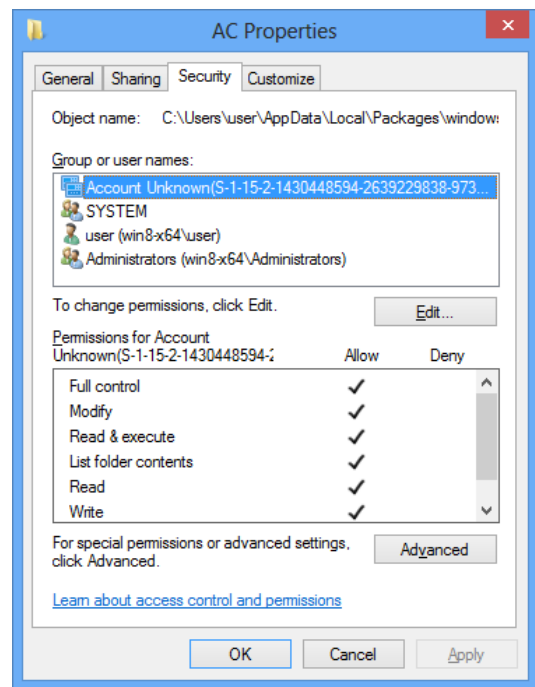 AC Properties
General Sharing Security Customize
Object name: C:\Users\user\AppData\Local\Packages\window
Group or user names:
Account Unknown(S-1-15-2-1430448594-2639229838-973...
SYSTEM
user (win8-x64\user)
Administrators (win8-x64\Administrators)
To change permissions, click Edit.
Edit...
Permissions for Account
Unknown(S-1-15-2-1430448594-2 Allow Deny
Full control
Modify
Read & execute
List folder contents
Read
Write
For special permissions or advanced settings,
click Advanced.
Advanced
Learn about access control and permissions
OK Cancel Apply